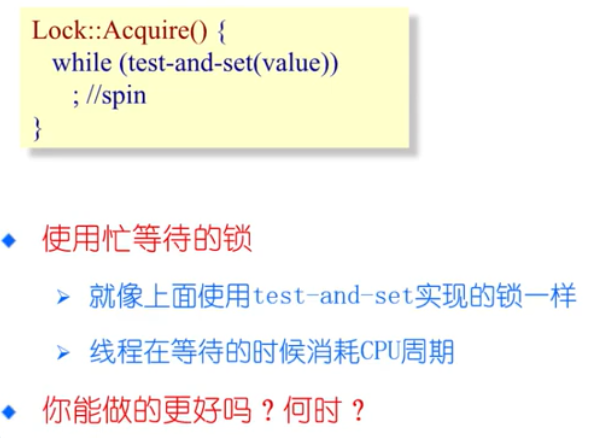 Lock::Acquire() {
while (test-and-set(value))
; //spin
}
使用忙等待的锁
就像上面使用test-and-set实现的锁一样
线程在等待的时候消耗CPU周期
你能做的更好吗？何时？